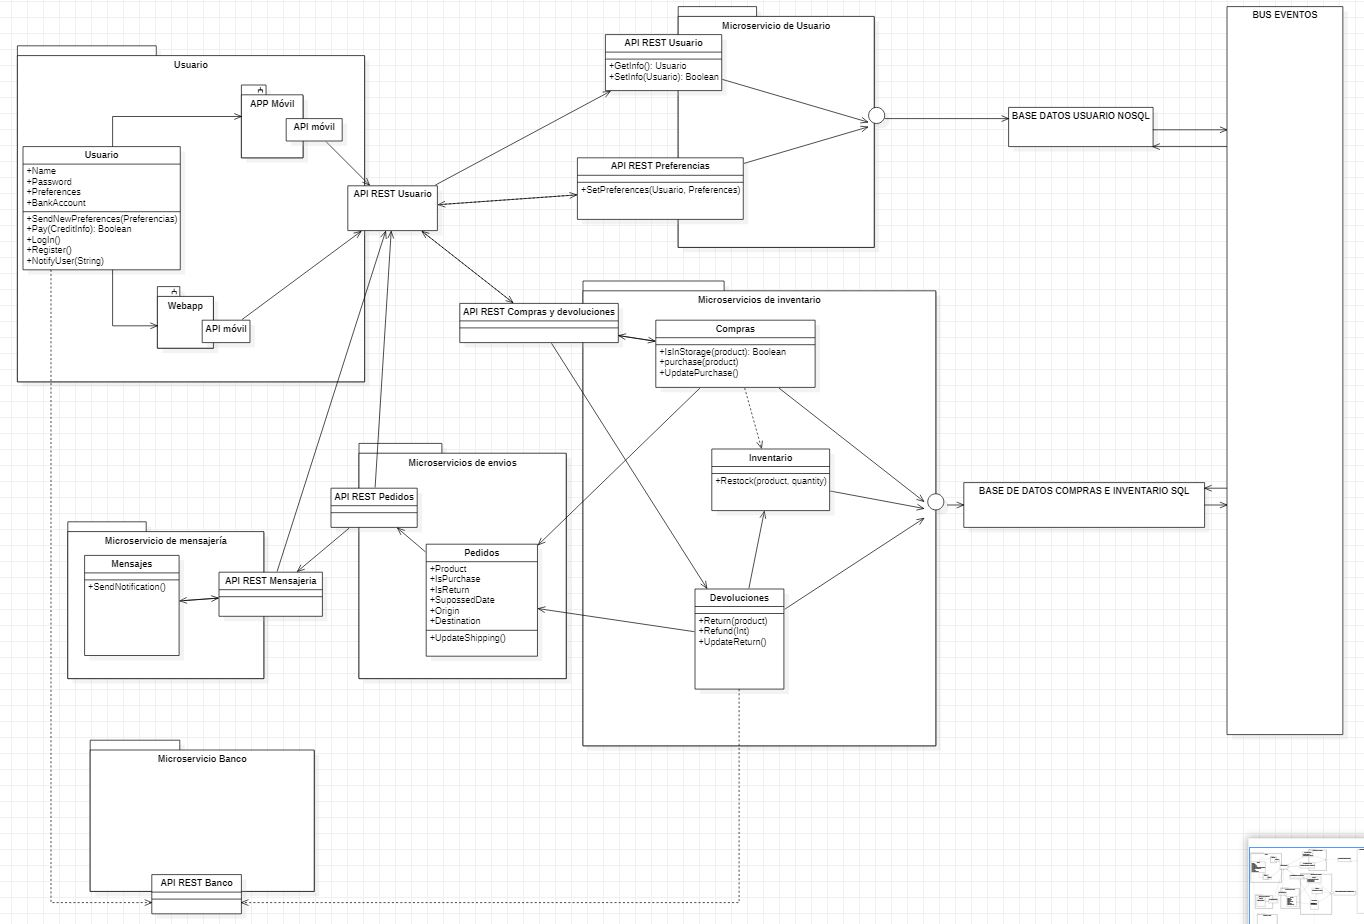 Usuario
APP Móvil
API móvil
Usuario
+Name
+Password
+Preferences
+BankAccount
+SendNewPreferences(Preferencias)
+Pay(CreditInfo): Boolean
+LogIn()
+Register()
+NotifyUser(String)
Webapp
API móvil
API REST Usuario
Microservicio de Usuario
API REST Usuario
+GetInfo(): Usuario
+SetInfo(Usuario): Boolean
API REST Preferencias
+SetPreferences(Usuario, Preferences)
BASE DATOS USUARIO NOSQL
BUS EVENTOS
Microservicios de inventario
API REST Compras y devoluciones
Compras
+IsInStorage(product): Boolean
+purchase(product)
+UpdatePurchase()
Inventario
+Restock(product, quantity)
Devoluciones
+Return(product)
+Refund(Int)
+UpdateReturn()
BASE DE DATOS COMPRAS E INVENTARIO SQL
Microservicios de envios
API REST Pedidos
Pedidos
+Product
+IsPurchase
+IsReturn
+SupossedDate
+Origin
+Destination
+UpdateShipping()
Microservicio de mensajería
Mensajes
+SendNotification()
API REST Mensajeria
Microservicio Banco
API REST Banco